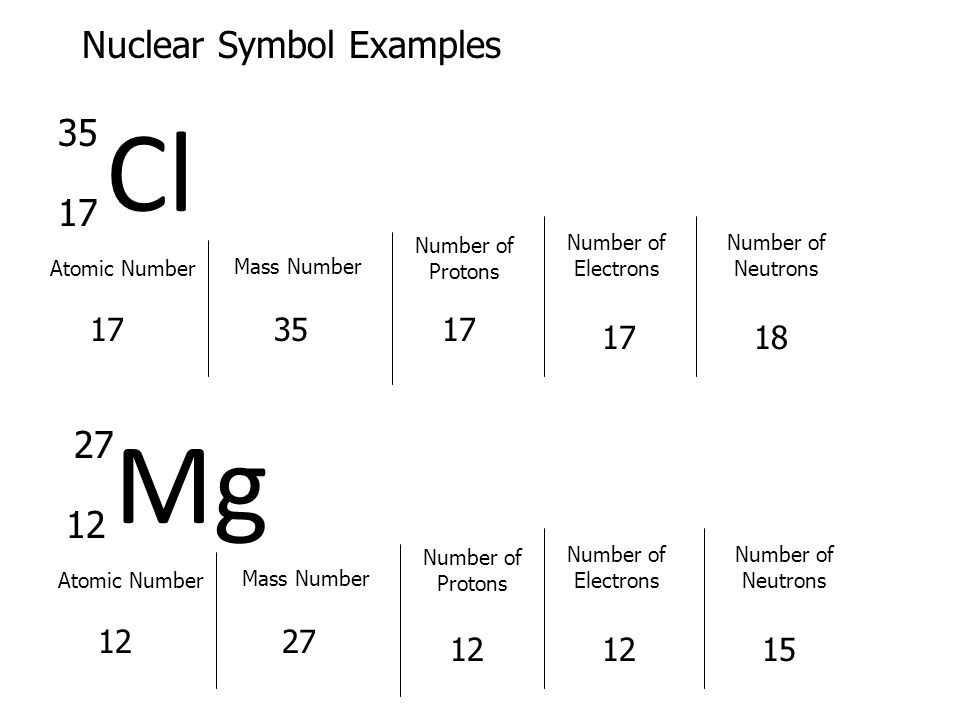 Nuclear Symbol Examples
35
Cl
17
Atomic Number
Mass Number
Number of
Protons
Number of
Electrons
Number of
Neutrons
17
35
17
17
18
27
Mg
12
Atomic Number
Mass Number
Number of
Protons
Number of
Electrons
Number of
Neutrons
12
27
12
12
15